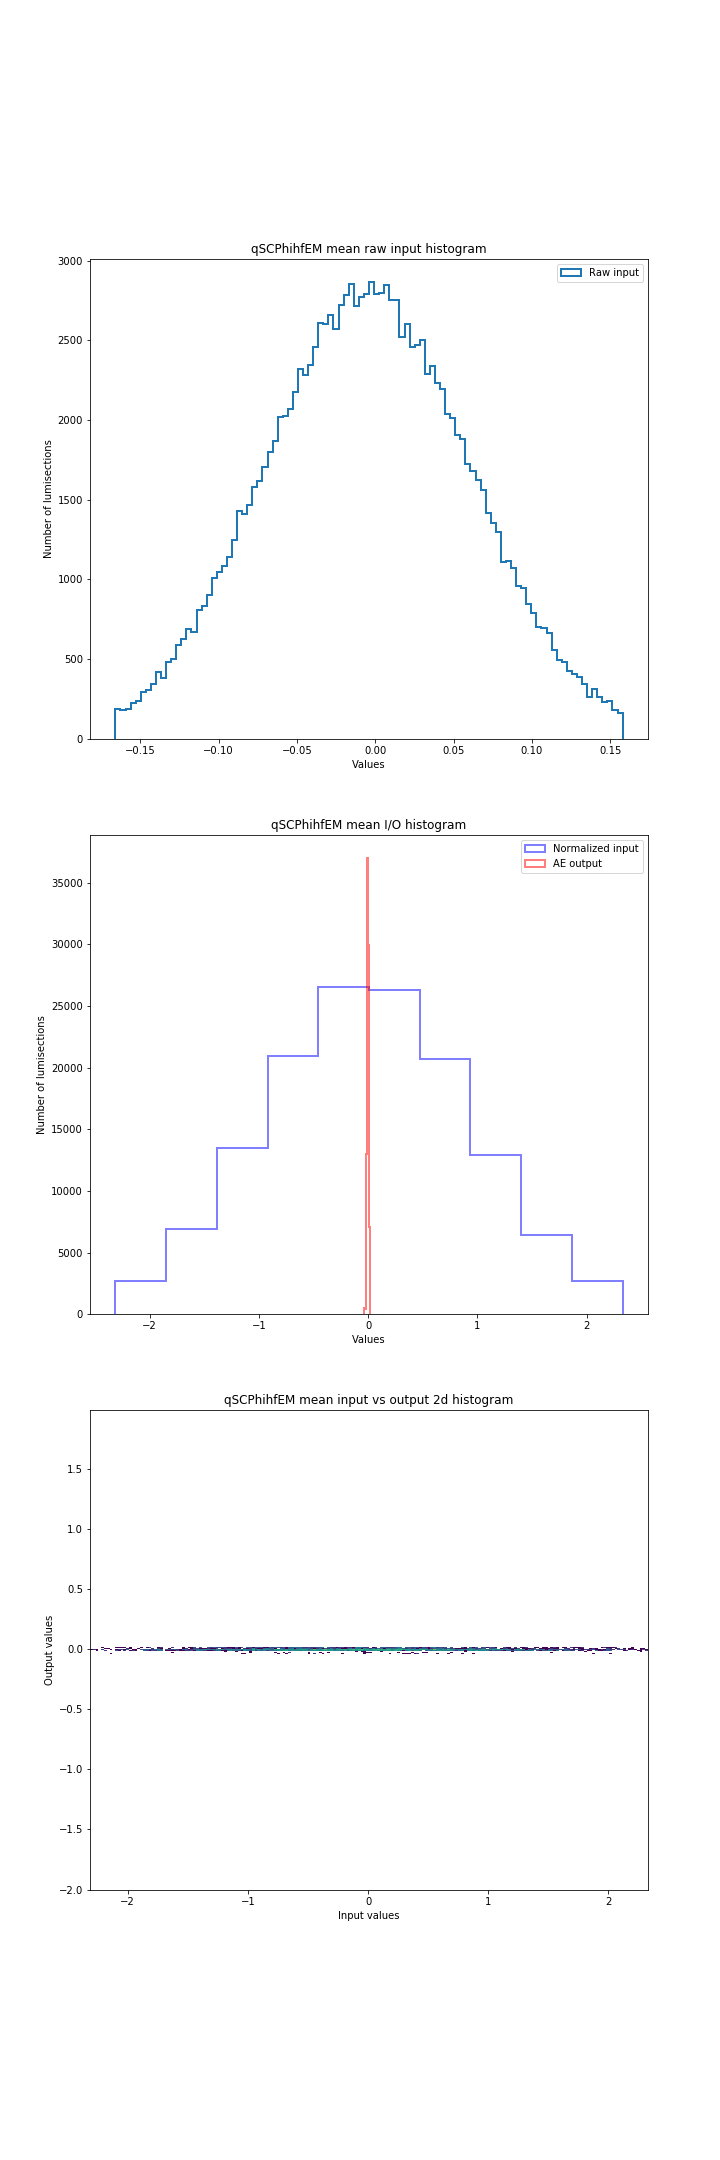 qSCPhihfEM mean raw input histogram
3000
2500
2000
1500
1000
500
0
Number of lumisections
Raw input
−0.15 −0.10 −0.05 0.00 0.05 0.10 0.15
Values
qSCPhihfEM mean I/O histogram
35000
30000
25000
20000
15000
10000
5000
0
Number of lumisections
Normalized input
AE output
−2 −1 0 1 2
Values
qSCPhihfEM mean input vs output 2d histogram
1.5
1.0
0.5
0.0
−0.5
−1.0
−1.5
−2.0
Output values
−2 −1 0 1 2
Input values